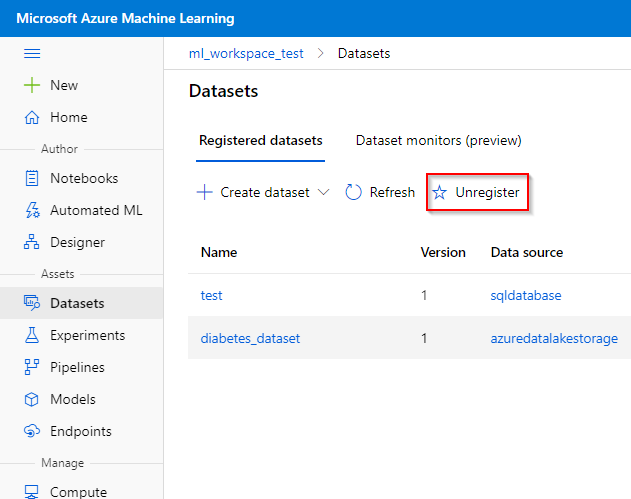 Microsoft Azure Machine Learning
ml_workspace_test > Datasets
New
Home
Author
Notebooks
Automated ML
Designer
Assets
Datasets
Experiments
Pipelines
Models
Endpoints
Manage
Compute
Datasets
Registered datasets Dataset monitors (preview)
Create dataset Refresh Unregister
Name Version Data source
test 1 sqldatabase
diabetes_dataset 1 azuredatalakestorage